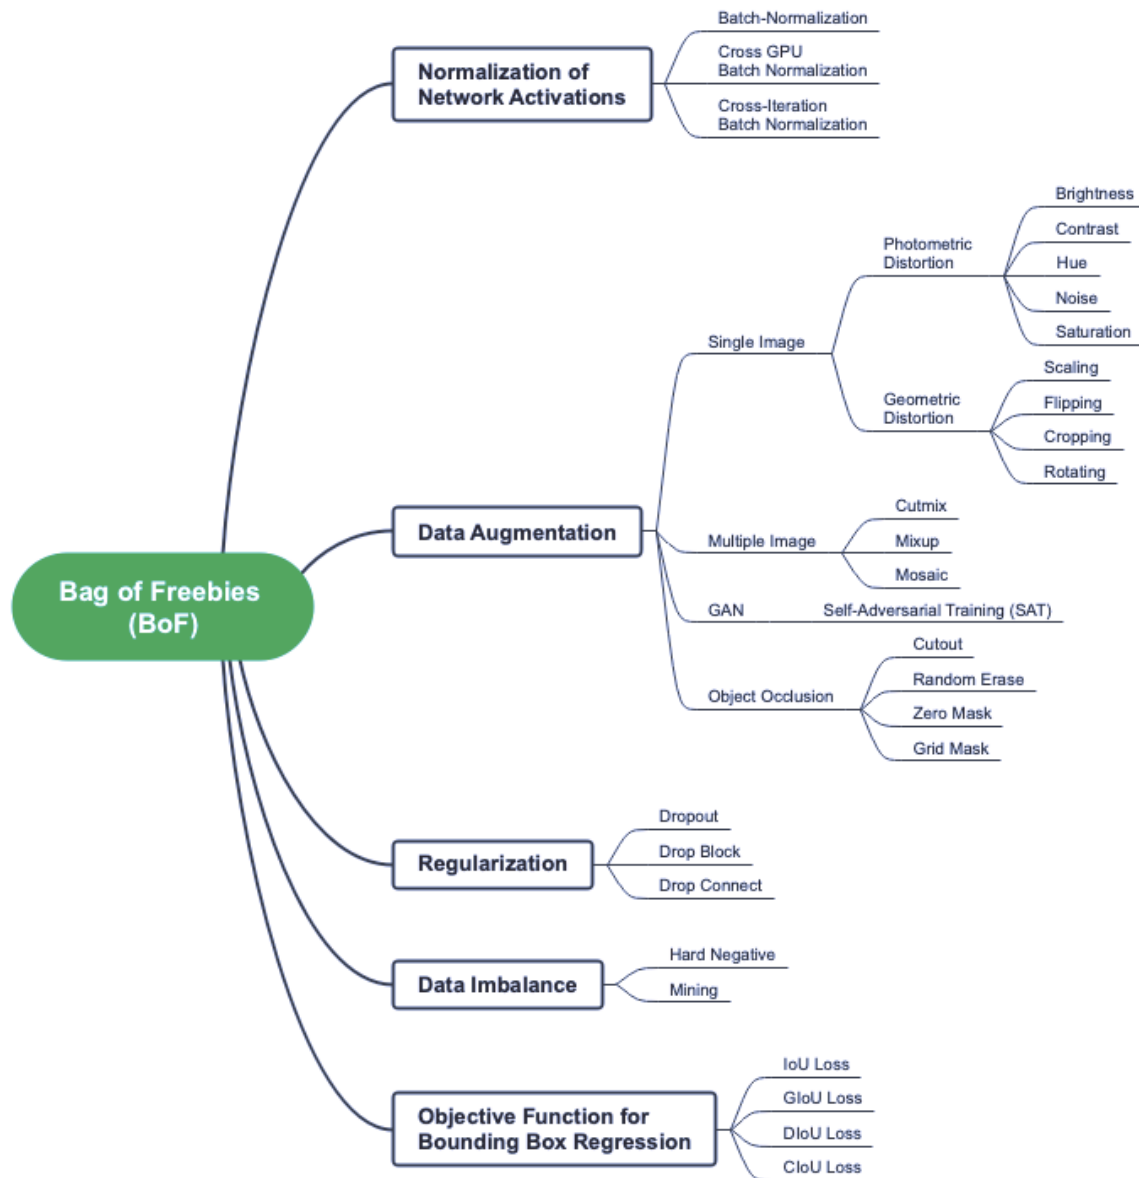 Bag of Freebies
(BoF)
Normalization of
Network Activations
Batch-Normalization
Cross GPU
Batch Normalization
Cross-Iteration
Batch Normalization
Data Augmentation
Single Image
Photometric
Distortion
Brightness
Contrast
Hue
Noise
Saturation
Geometric
Distortion
Scaling
Flipping
Cropping
Rotating
Multiple Image
Cutmix
Mixup
Mosaic
GAN
Self-Adversarial Training (SAT)
Object Occlusion
Cutout
Random Erase
Zero Mask
Grid Mask
Regularization
Dropout
Drop Block
Drop Connect
Data Imbalance
Hard Negative
Mining
Objective Function for
Bounding Box Regression
IoU Loss
GIoU Loss
DIoU Loss
CIoU Loss